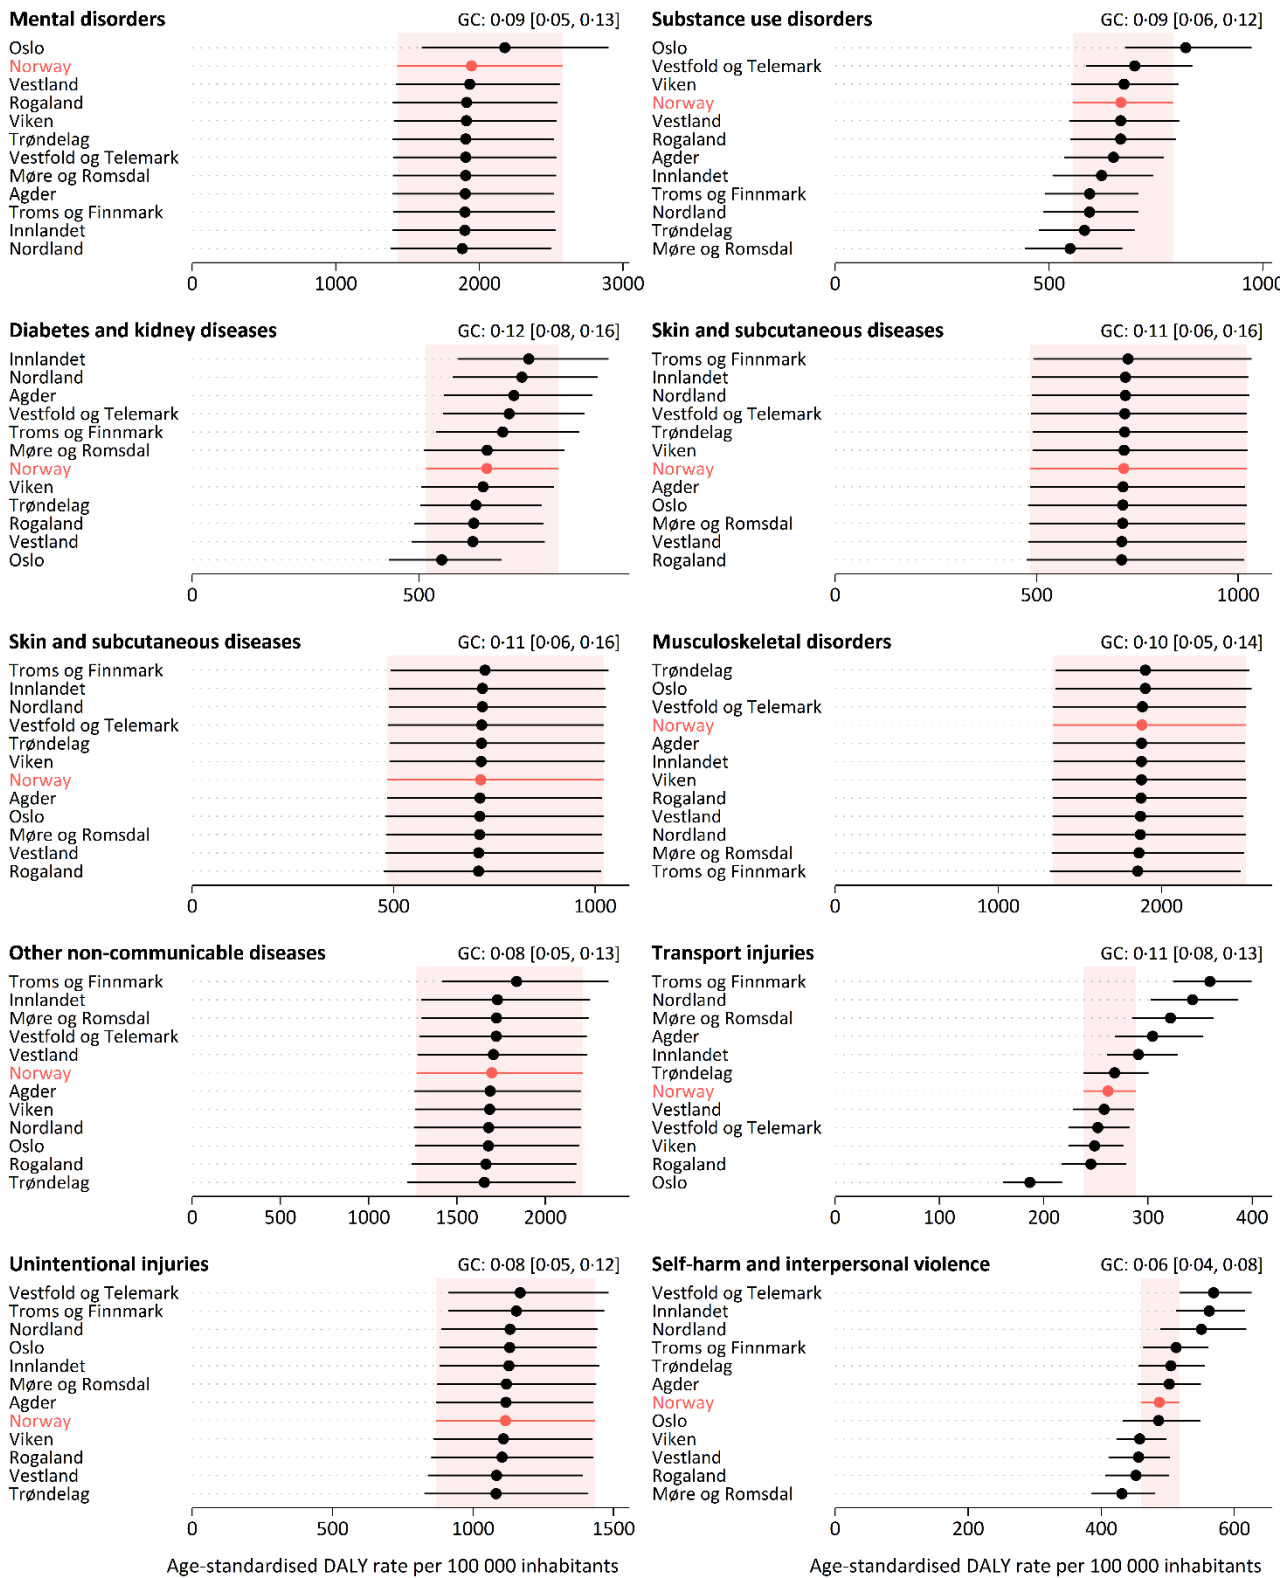 Mental disorders GC: 0·09 [0·05, 0·13]
Oslo
Norway
Vestland
Rogaland
Viken
Trøndelag
Vestfold og Telemark
Møre og Romsdal
Agder
Troms og Finnmark
Innlandet
Nordland
0 1000 2000 3000
Substance use disorders GC: 0·09 [0·06, 0·12]
Oslo
Vestfold og Telemark
Viken
Norway
Vestland
Rogaland
Agder
Innlandet
Troms og Finnmark
Nordland
Trøndelag
Møre og Romsdal
0 500 1000
Diabetes and kidney diseases GC: 0·12 [0·08, 0·16]
Innlandet
Nordland
Agder
Vestfold og Telemark
Troms og Finnmark
Møre og Romsdal
Norway
Viken
Trøndelag
Rogaland
Vestland
Oslo
0 500
Skin and subcutaneous diseases GC: 0·11 [0·06, 0·16]
Troms og Finnmark
Innlandet
Nordland
Vestfold og Telemark
Trøndelag
Viken
Norway
Agder
Oslo
Møre og Romsdal
Vestland
Rogaland
0 500 1000
Skin and subcutaneous diseases GC: 0·11 [0·06, 0·16]
Troms og Finnmark
Innlandet
Nordland
Vestfold og Telemark
Trøndelag
Viken
Norway
Agder
Oslo
Møre og Romsdal
Vestland
Rogaland
0 500 1000
Musculoskeletal disorders GC: 0·10 [0·05, 0·14]
Trøndelag
Oslo
Vestfold og Telemark
Norway
Agder
Innlandet
Viken
Rogaland
Vestland
Nordland
Møre og Romsdal
Troms og Finnmark
0 1000 2000
Other non-communicable diseases GC: 0·08 [0·05, 0·13]
Troms og Finnmark
Innlandet
Møre og Romsdal
Vestfold og Telemark
Vestland
Norway
Agder
Viken
Nordland
Oslo
Rogaland
Trøndelag
0 500 1000 1500 2000
Transport injuries GC: 0·11 [0·08, 0·13]
Troms og Finnmark
Nordland
Møre og Romsdal
Agder
Innlandet
Trøndelag
Norway
Vestland
Vestfold og Telemark
Viken
Rogaland
Oslo
0 100 200 300 400
Unintentional injuries GC: 0·08 [0·05, 0·12]
Vestfold og Telemark
Troms og Finnmark
Nordland
Oslo
Innlandet
Møre og Romsdal
Agder
Norway
Viken
Rogaland
Vestland
Trøndelag
0 500 1000 1500
Age-standardised DALY rate per 100 000 inhabitants
Self-harm and interpersonal violence GC: 0·06 [0·04, 0·08]
Vestfold og Telemark
Innlandet
Nordland
Troms og Finnmark
Trøndelag
Agder
Norway
Oslo
Viken
Vestland
Rogaland
Møre og Romsdal
0 200 400 600
Age-standardised DALY rate per 100 000 inhabitants